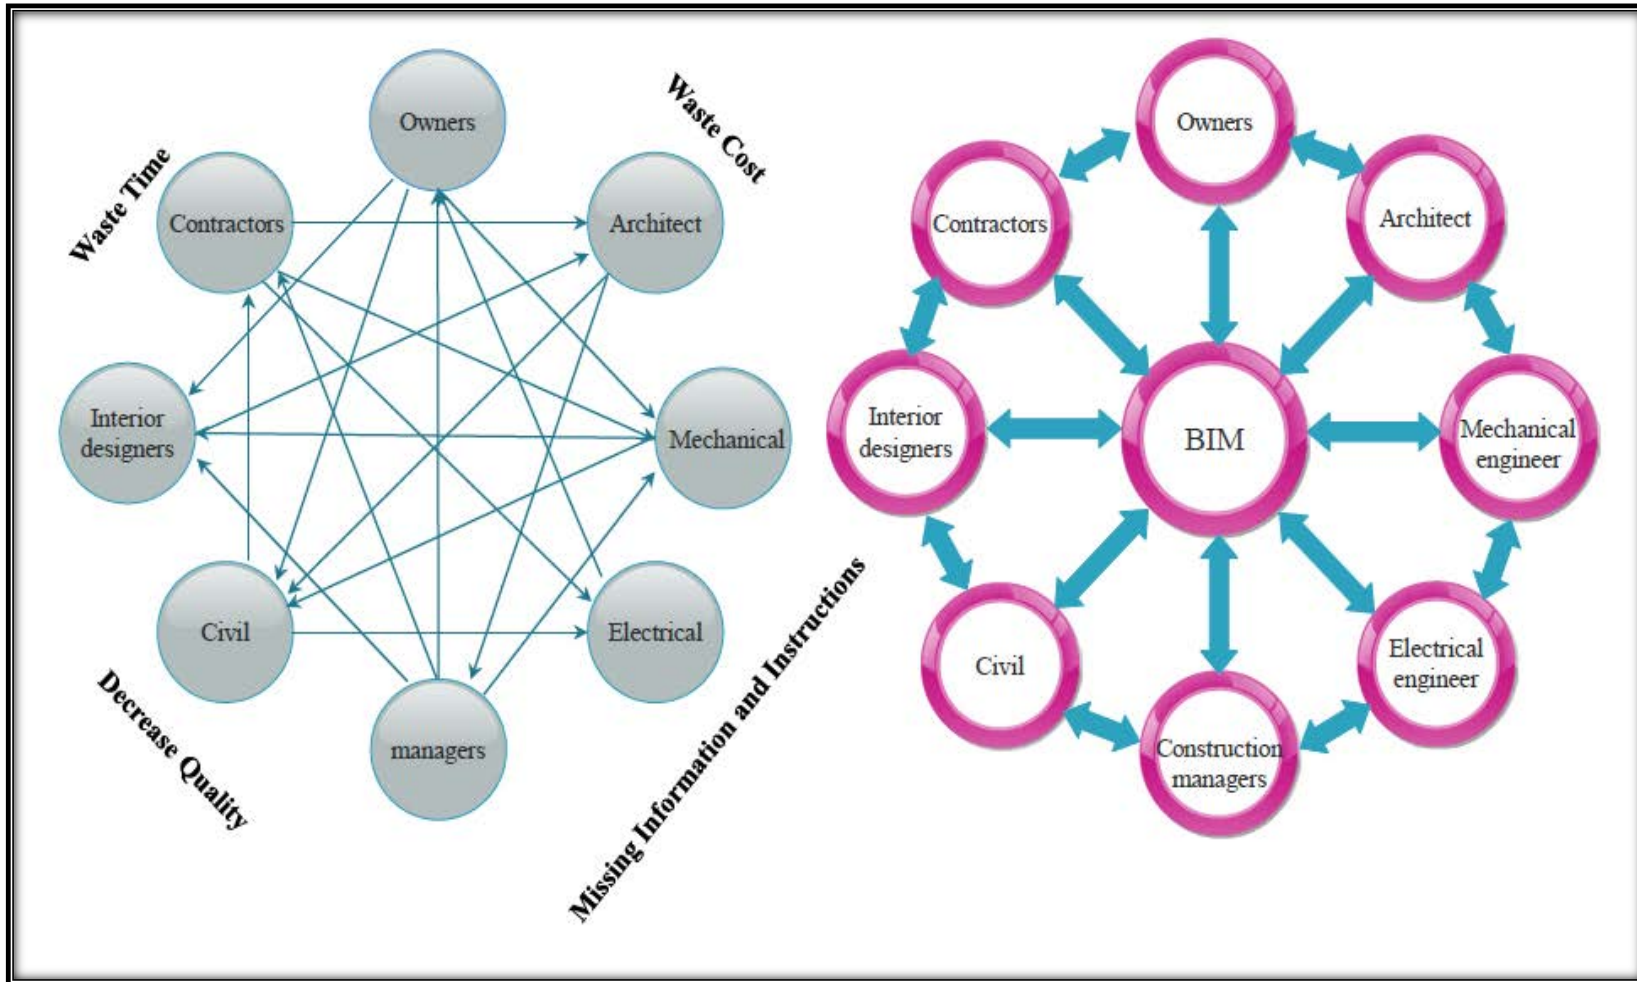 Owners
Waste Cost
Waste Time
Contractors
Architect
Interior
designers
Mechanical
Civil
Electrical
managers
Decrease Quality
Missing Information and Instructions
Owners
Contractors
Architect
Interior
designers
BIM
Mechanical
engineer
Civil
Electrical
engineer
Construction
managers